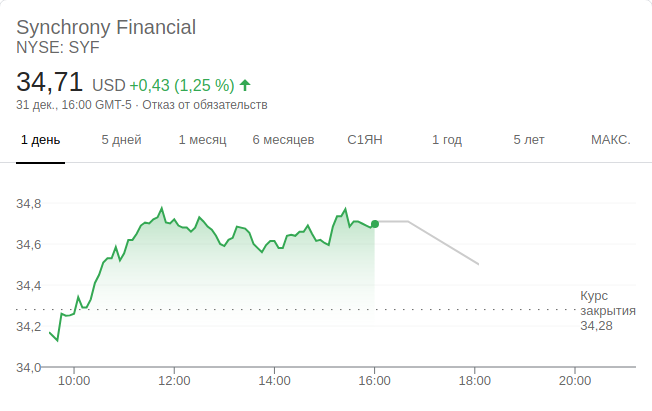 Synchrony Financial
NYSE: SYF
34,71 USD +0,43 (1,25 %)
31 дек., 16:00 GMT-5 · Отказ от обязательств
1 день 5 дней 1 месяц 6 месяцев С1ЯН 1 год 5 лет МАКС.
34,8
34,6
34,4
Курс
закрытия
34,28
34,2
34,0
10:00 12:00 14:00 16:00 18:00 20:00